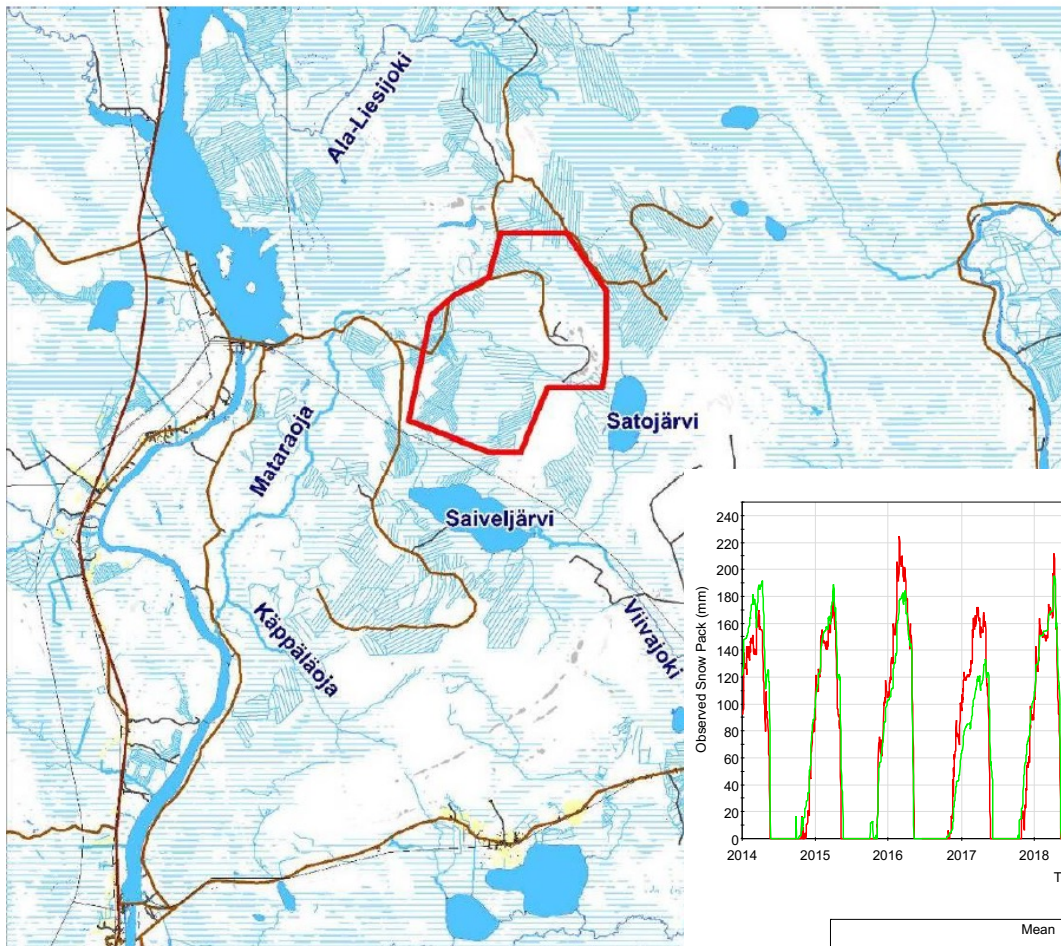 Ala-Liesijoki
Satojärvi
Mataraoja
Saiveljärvi
Käppäläoja
Viivajoki
Observed Snow Pack (mm)
240
220
200
180
160
140
120
100
80
60
40
20
0
2014 2015 2016 2017 2018
T
Mean